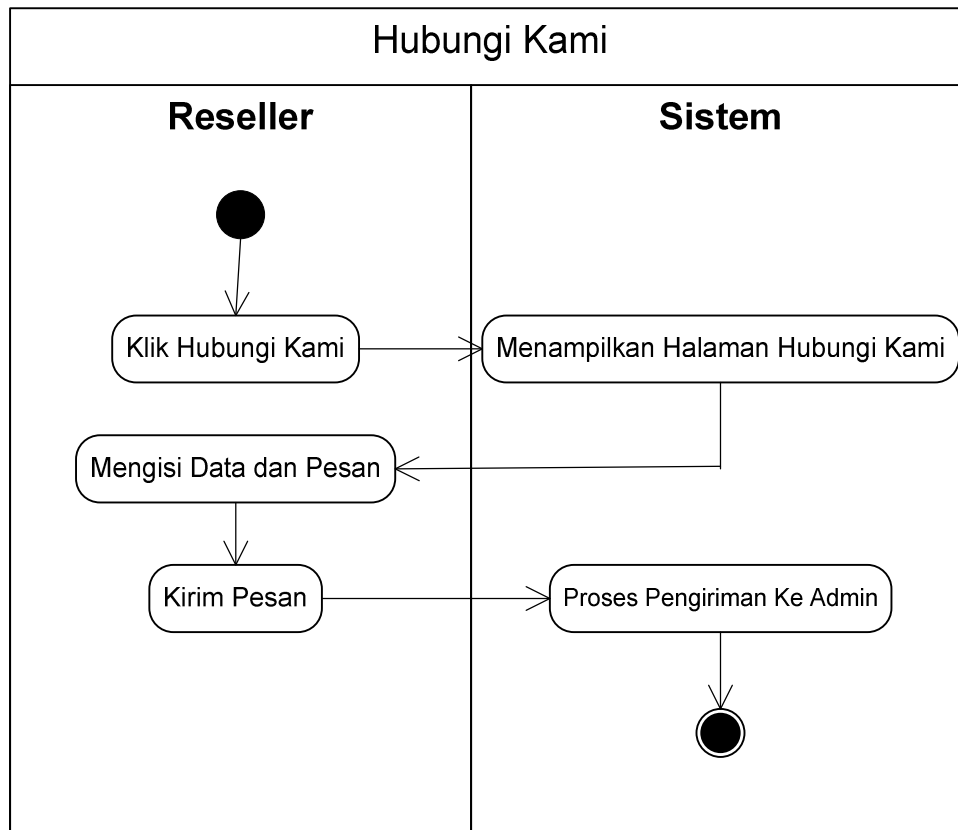 Hubungi Kami
Reseller
Sistem
Klik Hubungi Kami
Menampilkan Halaman Hubungi Kami
Mengisi Data dan Pesan
Kirim Pesan
Proses Pengiriman Ke Admin